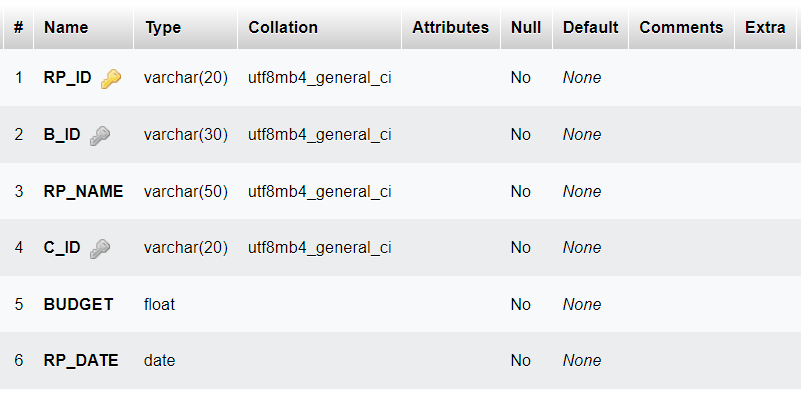 # Name Type Collation Attributes Null Default Comments Extra
1 RP_ID varchar(20) utf8mb4_general_ci No None
2 B_ID varchar(30) utf8mb4_general_ci No None
3 RP_NAME varchar(50) utf8mb4_general_ci No None
4 C_ID varchar(20) utf8mb4_general_ci No None
5 BUDGET float No None
6 RP_DATE date No None